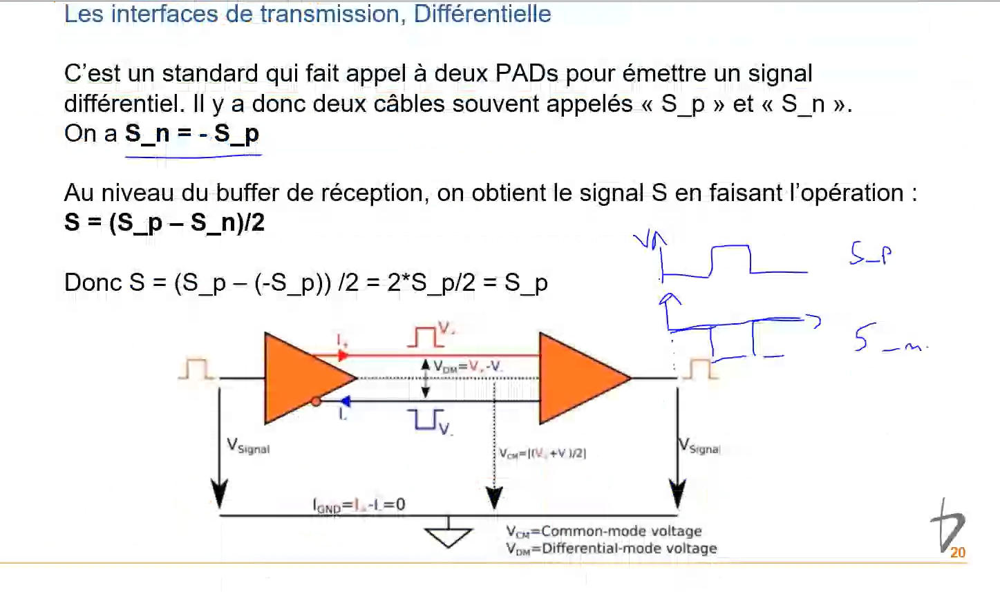 Les interfaces de transmission, Différentielle
C'est un standard qui fait appel à deux PADs pour émettre un signal
différentiel. Il y a donc deux câbles souvent appelés « S_p » et « S_n ».
On a S_n = - S_p
Au niveau du buffer de réception, on obtient le signal S en faisant l'opération :
S = (S_p – S_n)/2
V
S_p
Donc S = (S_p – (-S_p)) /2 = 2*S_p/2 = S_p
S_n
I+
V+
VDM=V+-V-
I-
V-
VSignal
VCM=|(V++V-)/2|
VSignal
IGND=I+-I-=0
VCM=Common-mode voltage
VDM=Differential-mode voltage
20